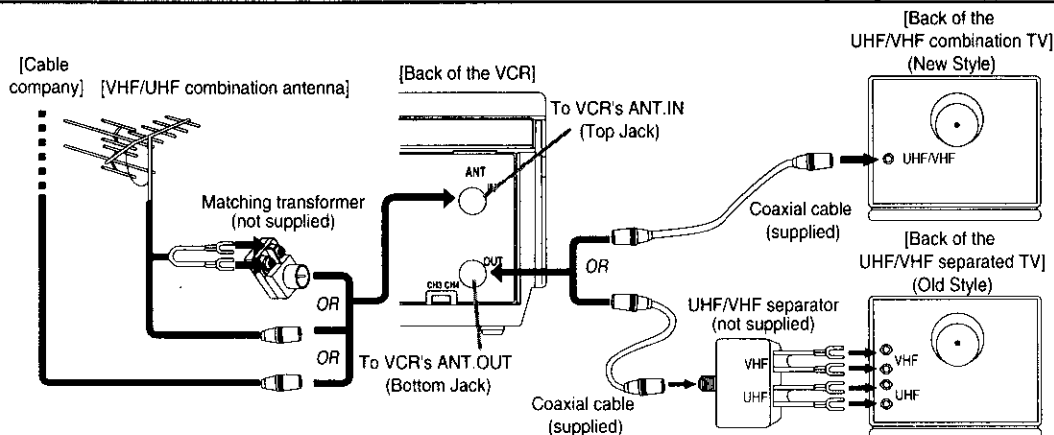 [Cable
company]
[VHF/UHF combination antenna]
Matching transformer
(not supplied)
OR
OR
[Back of the VCR]
To VCR's ANT.IN
(Top Jack)
ANT
IN
OUT
CH3 CH4
To VCR's ANT.OUT
(Bottom Jack)
OR
Coaxial cable
(supplied)
Coaxial cable
(supplied)
[Back of the
UHF/VHF combination TV]
(New Style)
UHF/VHF
[Back of the
UHF/VHF separated TV]
(Old Style)
UHF/VHF separator
(not supplied)
VHF
UHF
VHF
UHF